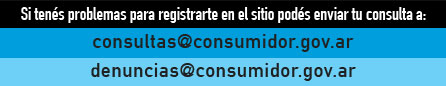 Si tenés problemas para registrarte en el sitio podés enviar tu consulta a:
consultas@consumidor.gov.ar
denuncias@consumidor.gov.ar